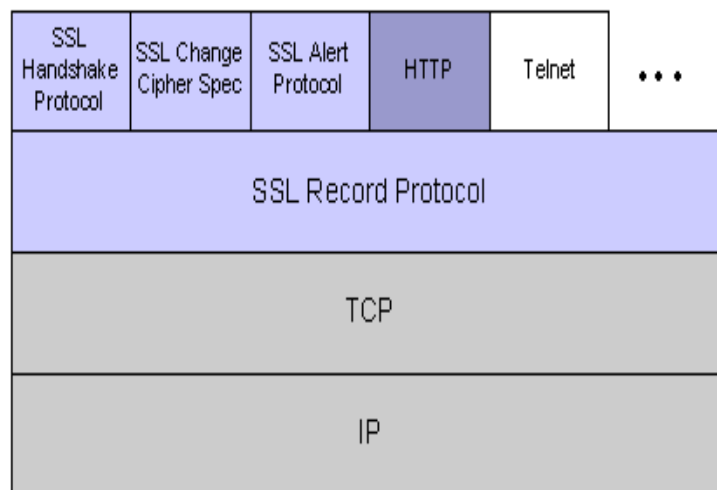 SSL
Handshake
Protocol
SSL Change
Cipher Spec
SSL Alert
Protocol
HTTP
Telnet
...
SSL Record Protocol
TCP
IP